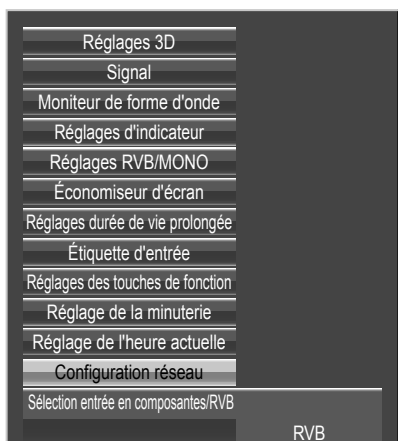 Réglages 3D
Signal
Moniteur de forme d'onde
Réglages d'indicateur
Réglages RVB/MONO
Économiseur d'écran
Réglages durée de vie prolongée
Étiquette d'entrée
Réglages des touches de fonction
Réglage de la minuterie
Réglage de l'heure actuelle
Configuration réseau
Sélection entrée en composantes/RVB
RVB